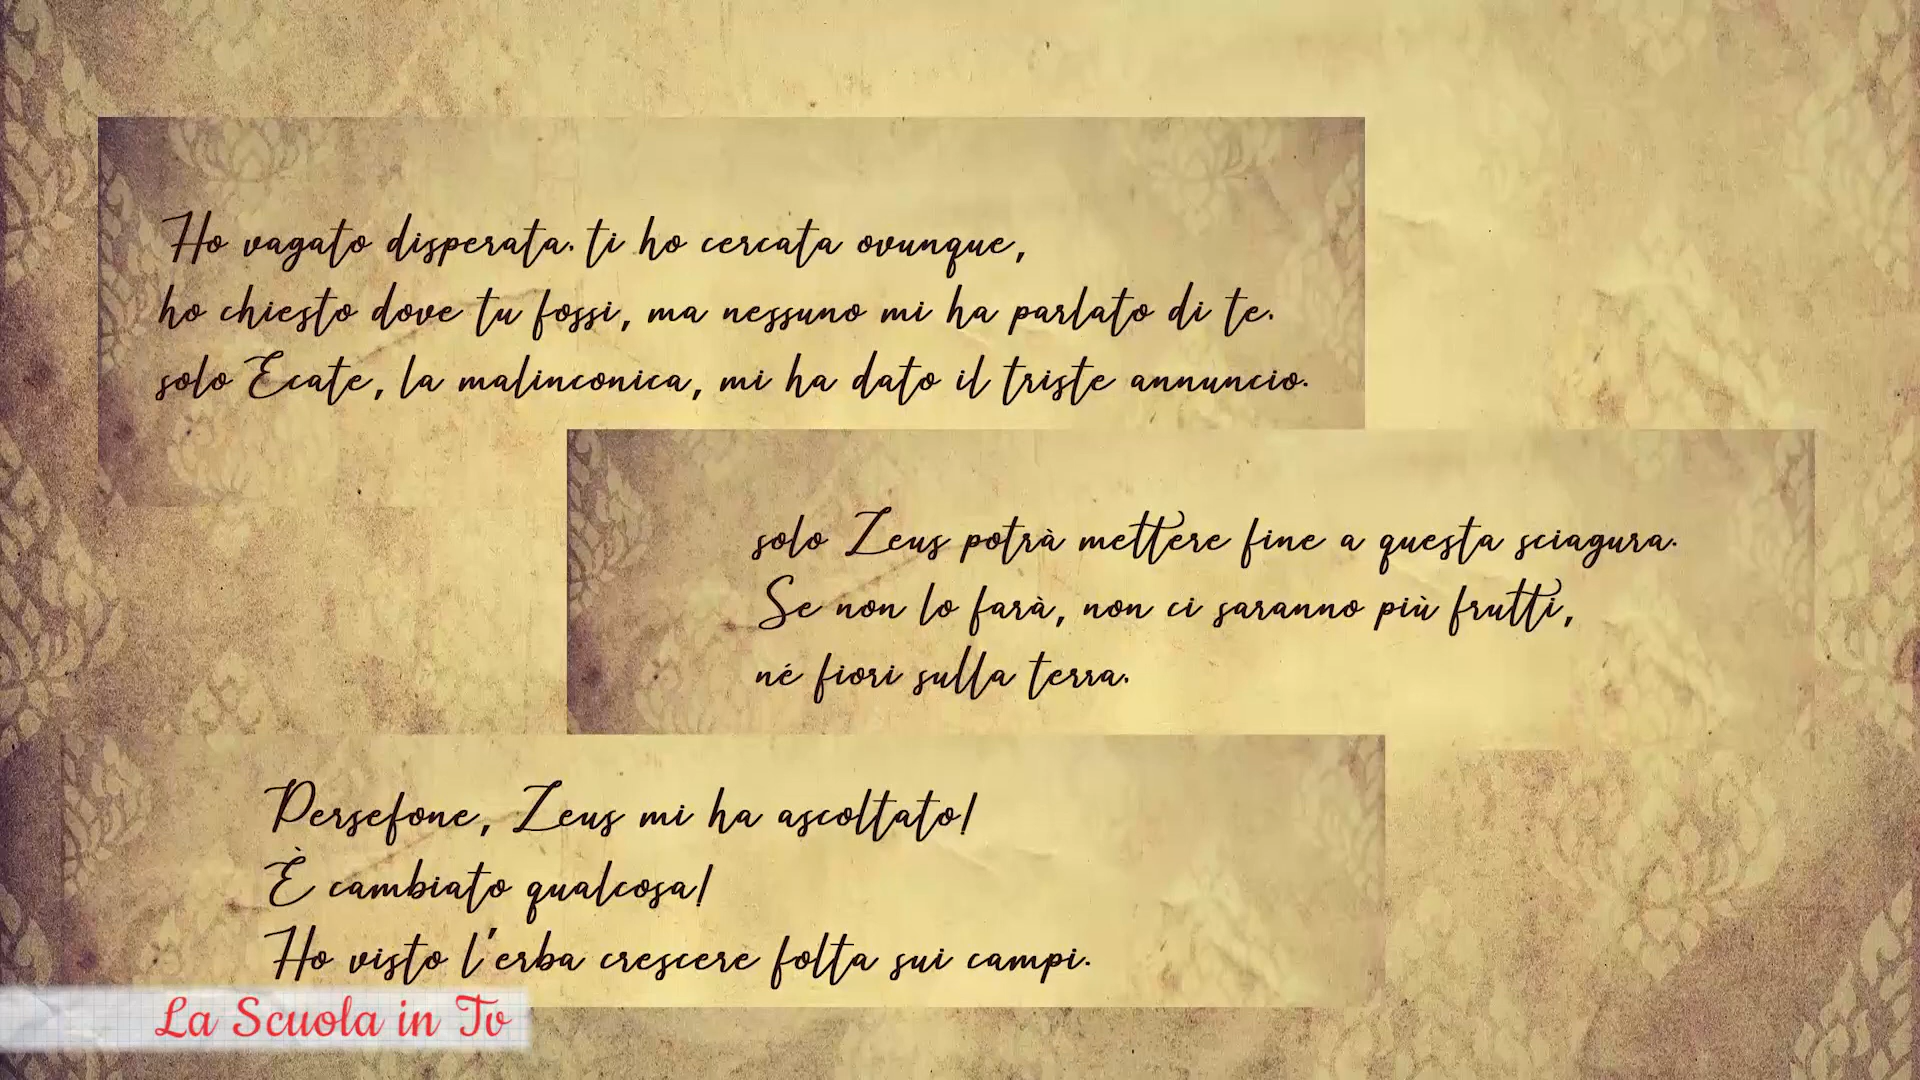 Ho vagato disperata. ti ho cercata ovunque,
ho chiesto dove tu fossi, ma nessuno mi ha parlato di te.
solo Ecate, la malinconica, mi ha dato il triste annuncio.
solo Zeus potrà mettere fine a questa sciagura.
Se non lo farà, non ci saranno più frutti,
né fiori sulla terra.
Persefone, Zeus mi ha ascoltato!
È cambiato qualcosa!
Ho visto l'erba crescere folta sui campi.
La Scuola in Tv